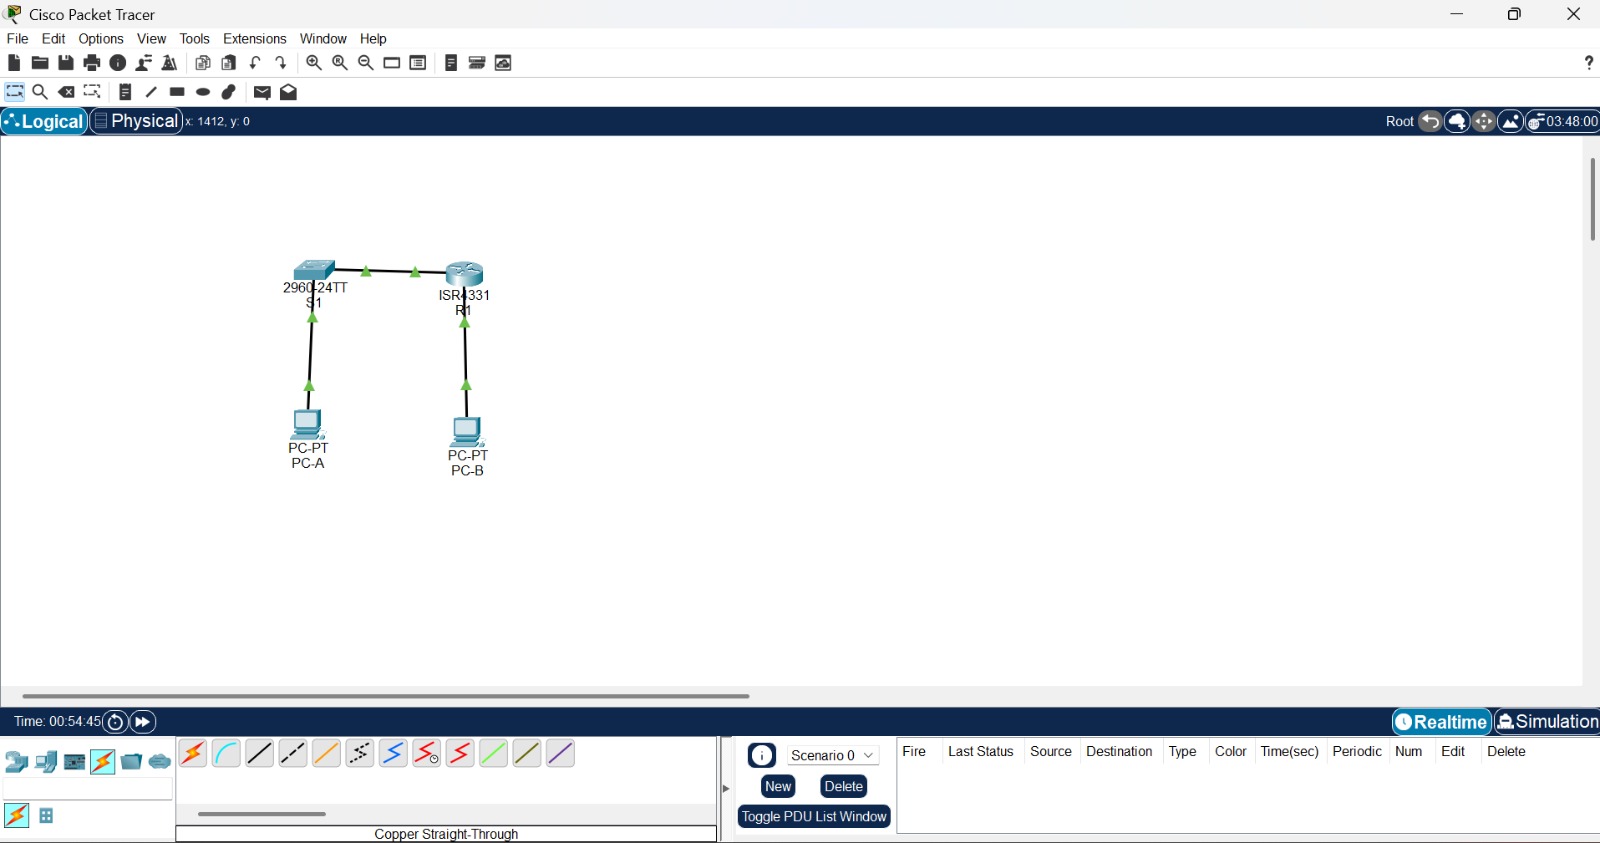 Cisco Packet Tracer
File Edit Options View Tools Extensions Window Help
?
Logical Physical x: 1412, y: 0 Root 03:48:00
2960-24TT
S1
ISR4331
R1
PC-PT
PC-A
PC-PT
PC-B
Time: 00:54:45 Realtime Simulation
Scenario 0
New Delete
Toggle PDU List Window
Fire Last Status Source Destination Type Color Time(sec) Periodic Num Edit Delete
Copper Straight-Through